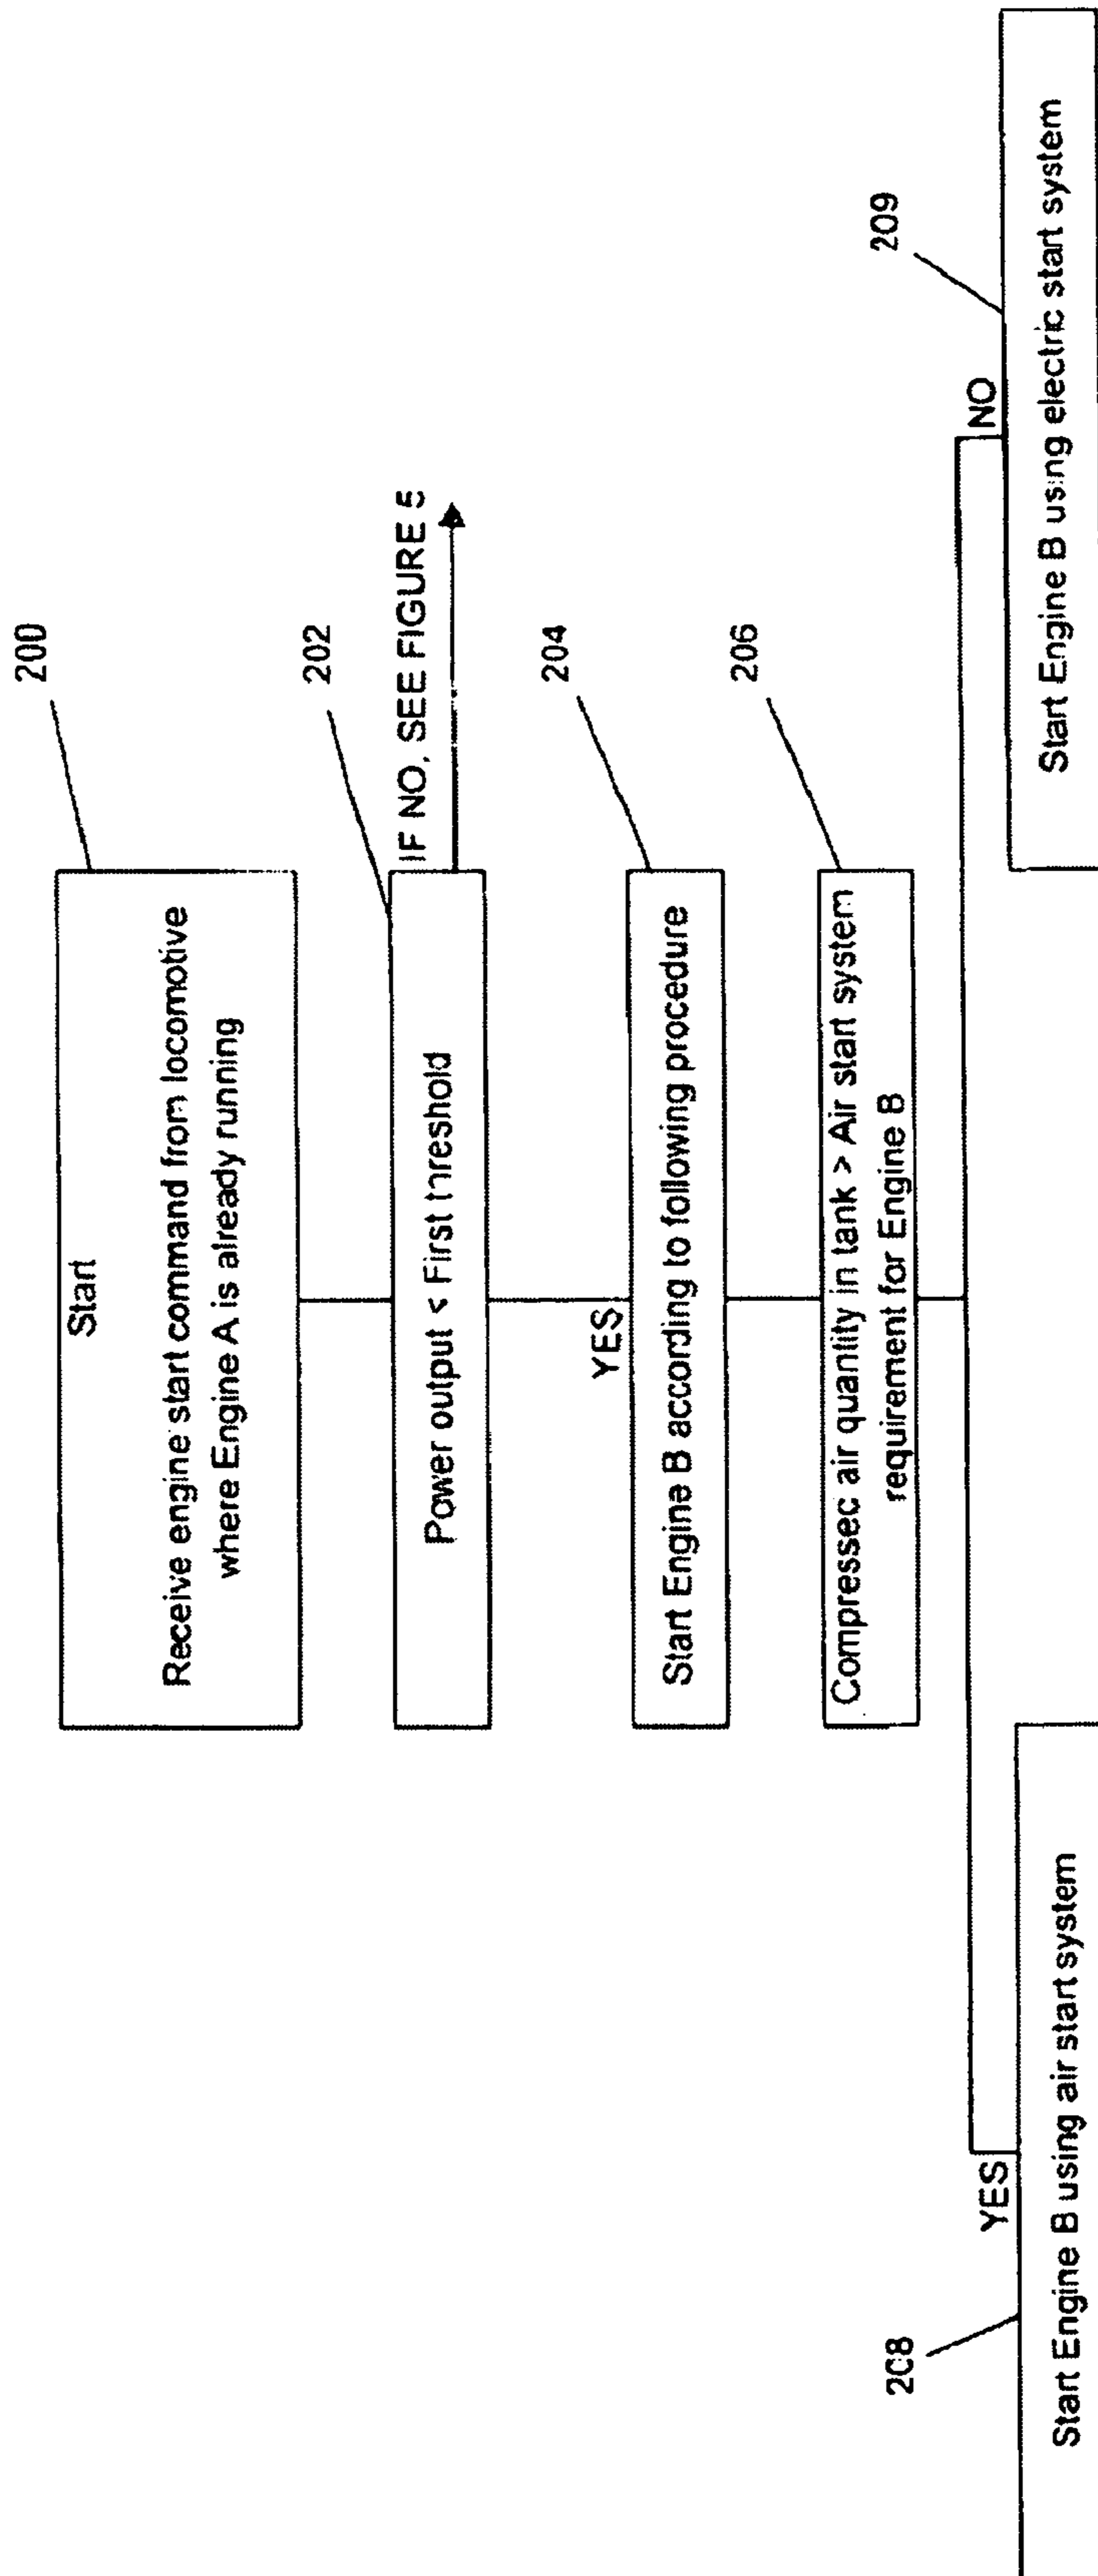 200
Start
Receive engine start command from locomotive
where Engine A is already running
202
IF NO, SEE FIGURE 5
Power output < First threshold
YES
204
Start Engine B according to following procedure
206
Compressec air quantity in tank > Air start system
requirement for Engine B
YES
NO
208
Start Engine B using air start system
209
Start Engine B using electric start system